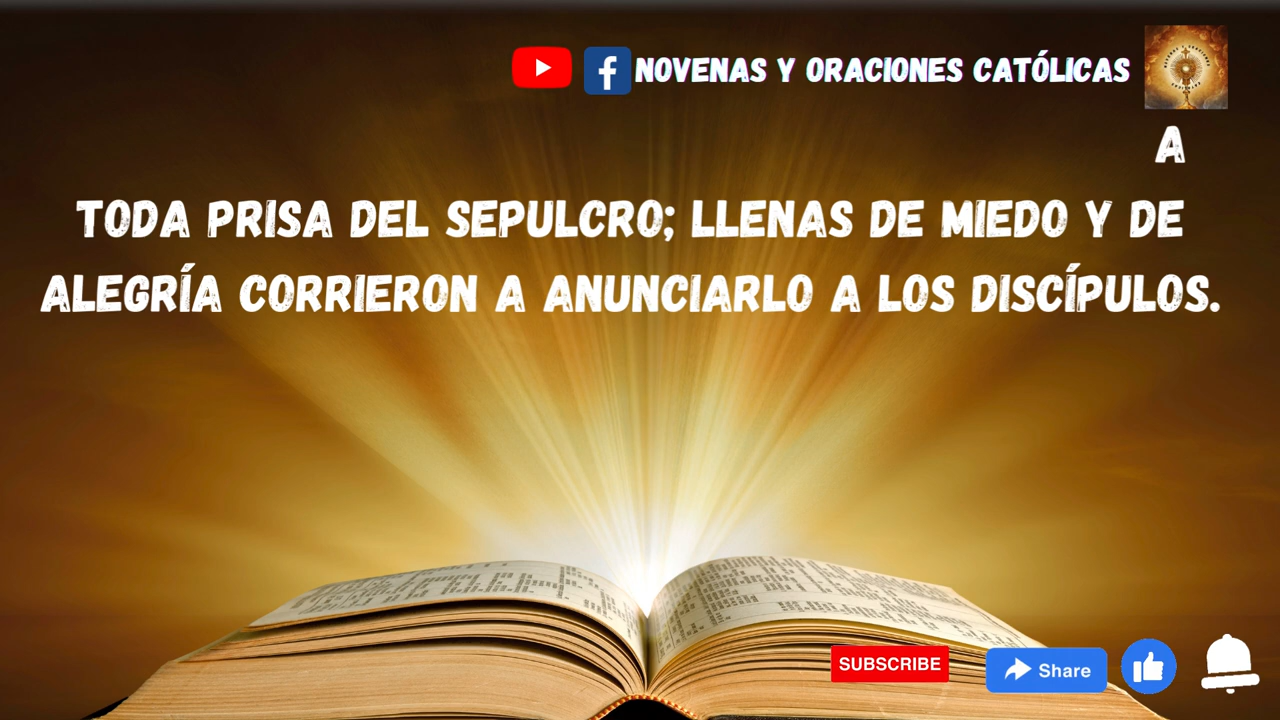 NOVENAS Y ORACIONES CATÓLICAS
A
TODA PRISA DEL SEPULCRO; LLENAS DE MIEDO Y DE
ALEGRÍA CORRIERON A ANUNCIARLO A LOS DISCÍPULOS.
SUBSCRIBE
Share